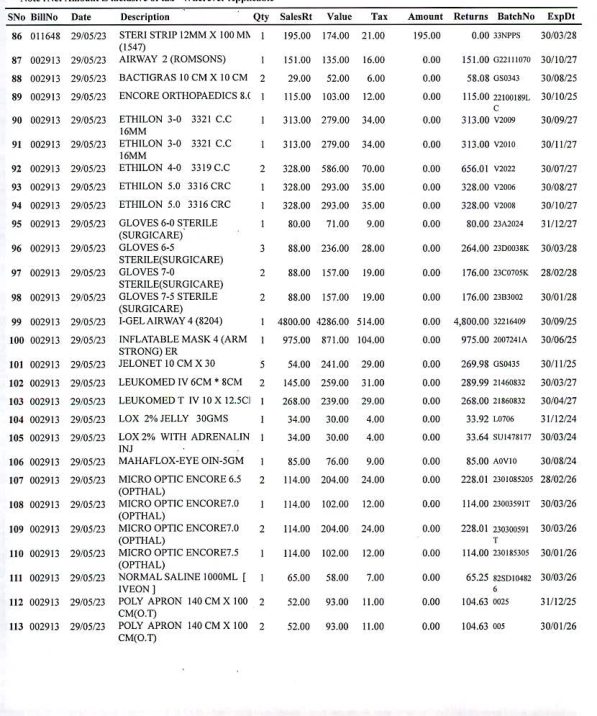 SNo BillNo Date Description Qty SalesRt Value Tax Amount Returns BatchNo ExpDt
86 011648 29/05/23 STERI STRIP 12MM X 100 MN 1 195.00 174.00 21.00 195.00 0.00 33NPPS 30/03/28
(1547)
87 002913 29/05/23 AIRWAY 2 (ROMSONS) 1 151.00 135.00 16.00 0.00 151.00 G22111070 30/10/27
88 002913 29/05/23 BACTIGRAS 10 CM X 10 CM 2 29.00 52.00 6.00 0.00 58.08 GS0343 30/08/25
89 002913 29/05/23 ENCORE ORTHOPAEDICS 8.( 1 115.00 103.00 12.00 0.00 115.00 22100189L 30/10/25
C
90 002913 29/05/23 ETHILON 3-0 3321 C.C 1 313.00 279.00 34.00 0.00 313.00 V2009 30/09/27
16MM
91 002913 29/05/23 ETHILON 3-0 3321 C.C 1 313.00 279.00 34.00 0.00 313.00 V2010 30/11/27
16MM
92 002913 29/05/23 ETHILON 4-0 3319 C.C 2 328.00 586.00 70.00 0.00 656.01 V2022 30/07/27
93 002913 29/05/23 ETHILON 5.0 3316 CRC 1 328.00 293.00 35.00 0.00 328.00 V2006 30/08/27
94 002913 29/05/23 ETHILON 5.0 3316 CRC 1 328.00 293.00 35.00 0.00 328.00 V2008 30/10/27
95 002913 29/05/23 GLOVES 6-0 STERILE 1 80.00 71.00 9.00 0.00 80.00 23A2024 31/12/27
(SURGICARE)
96 002913 29/05/23 GLOVES 6-5 3 88.00 236.00 28.00 0.00 264.00 23D0038K 30/03/28
STERILE(SURGICARE)
97 002913 29/05/23 GLOVES 7-0 2 88.00 157.00 19.00 0.00 176.00 23C0705K 28/02/28
STERILE(SURGICARE)
98 002913 29/05/23 GLOVES 7-5 STERILE 2 88.00 157.00 19.00 0.00 176.00 23B3002 30/01/28
(SURGICARE)
99 002913 29/05/23 I-GEL AIRWAY 4 (8204) 1 4800.00 4286.00 514.00 0.00 4,800.00 32216409 30/09/25
100 002913 29/05/23 INFLATABLE MASK 4 (ARM 1 975.00 871.00 104.00 0.00 975.00 2007241A 30/06/25
STRONG) ER
101 002913 29/05/23 JELONET 10 CM X 30 5 54.00 241.00 29.00 0.00 269.98 GS0435 30/11/25
102 002913 29/05/23 LEUKOMED IV 6CM * 8CM 2 145.00 259.00 31.00 0.00 289.99 21460832 30/03/27
103 002913 29/05/23 LEUKOMED T IV 10 X 12.5C] 1 268.00 239.00 29.00 0.00 268.00 21860832 30/04/27
104 002913 29/05/23 LOX 2% JELLY 30GMS 1 34.00 30.00 4.00 0.00 33.92 L0706 31/12/24
105 002913 29/05/23 LOX 2% WITH ADRENALIN 1 34.00 30.00 4.00 0.00 33.64 SU1478177 30/03/24
INJ
106 002913 29/05/23 MAHAFLOX-EYE OIN-5GM 1 85.00 76.00 9.00 0.00 85.00 A0V10 30/08/24
107 002913 29/05/23 MICRO OPTIC ENCORE 6.5 2 114.00 204.00 24.00 0.00 228.01 2301085205 28/02/26
(OPTHAL)
108 002913 29/05/23 MICRO OPTIC ENCORE7.0 1 114.00 102.00 12.00 0.00 114.00 23003591T 30/03/26
(OPTHAL)
109 002913 29/05/23 MICRO OPTIC ENCORE7.0 2 114.00 204.00 24.00 0.00 228.01 230300591 30/03/26
(OPTHAL) T
110 002913 29/05/23 MICRO OPTIC ENCORE7.5 1 114.00 102.00 12.00 0.00 114.00 230185305 30/01/26
(OPTHAL)
111 002913 29/05/23 NORMAL SALINE 1000ML [ 1 65.00 58.00 7.00 0.00 65.25 82SD10482 30/03/26
IVEON ] 6
112 002913 29/05/23 POLY APRON 140 CM X 100 2 52.00 93.00 11.00 0.00 104.63 0025 31/12/25
CM(O.T)
113 002913 29/05/23 POLY APRON 140 CM X 100 2 52.00 93.00 11.00 0.00 104.63 005 30/01/26
CM(O.T)